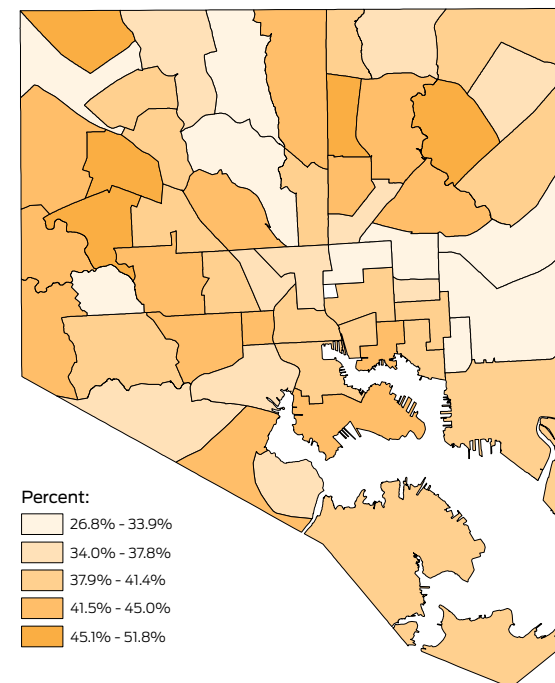 Percent:
26.8% - 33.9%
34.0% - 37.8%
37.9% - 41.4%
41.5% - 45.0%
45.1% - 51.8%